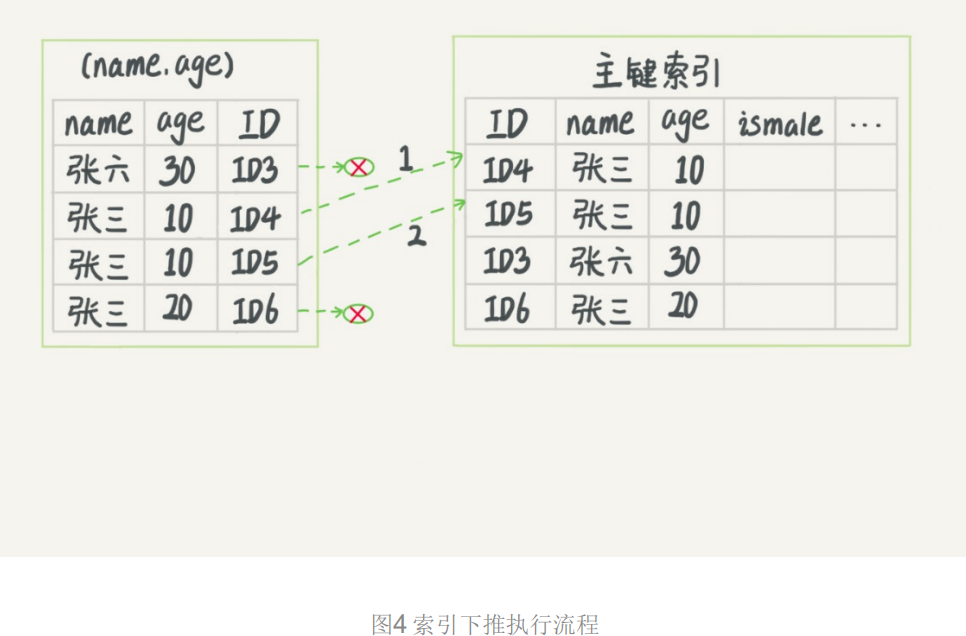 (name.age)
name age ID
张六 30 ID3
张三 10 ID4
张三 10 ID5
张三 20 ID6
1
2
主键索引
ID name age ismale ...
ID4 张三 10
ID5 张三 10
ID3 张六 30
ID6 张三 20
图4 索引下推执行流程